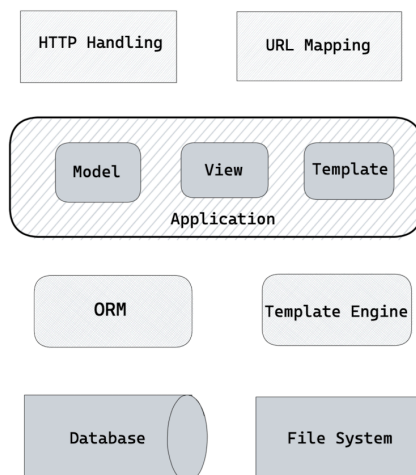 HTTP Handling
URL Mapping
Model
View
Template
Application
ORM
Template Engine
Database
File System